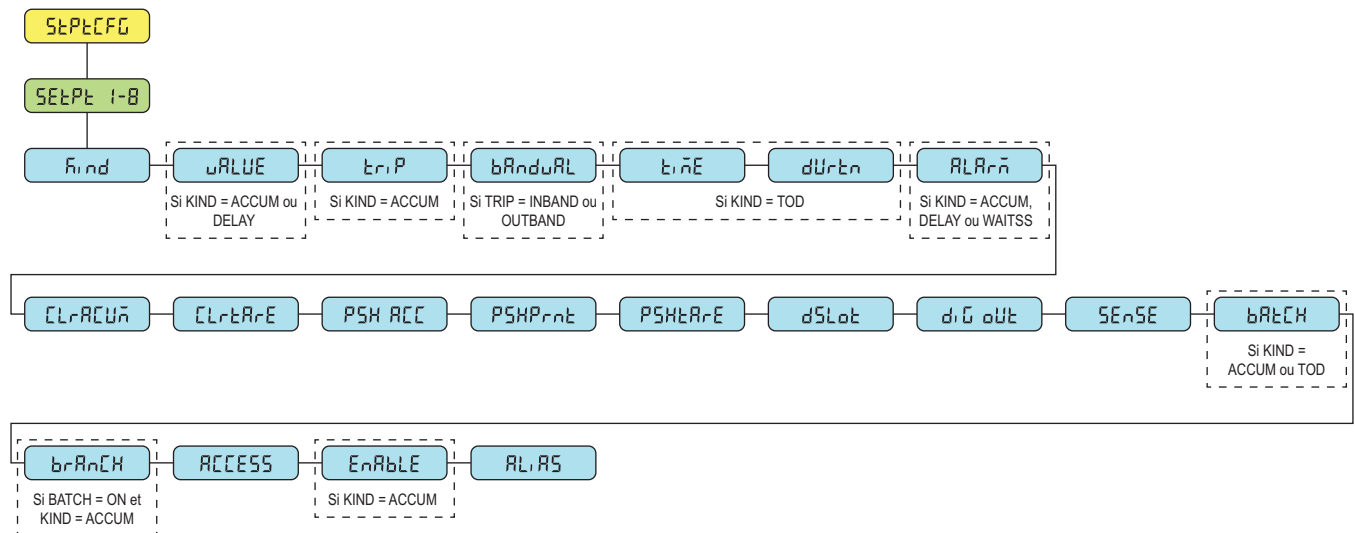 StPtCFG
SEtPt 1-8
Kind
vALUE
triP
bAndvAL
tiME
dUrtn
ALArM
Si KIND = ACCUM ou
DELAY
Si KIND = ACCUM
Si TRIP = INBAND ou
OUTBAND
Si KIND = TOD
Si KIND = ACCUM,
DELAY ou WAITSS
CLrACUM
CLrtArE
PSH ACC
PSHPrnt
PSHtArE
dSLot
diG oUt
SEnSE
bAtCH
Si KIND =
ACCUM ou TOD
brAnCH
ACCESS
EnAbLE
ALiAS
Si BATCH = ON et
KIND = ACCUM
Si KIND = ACCUM